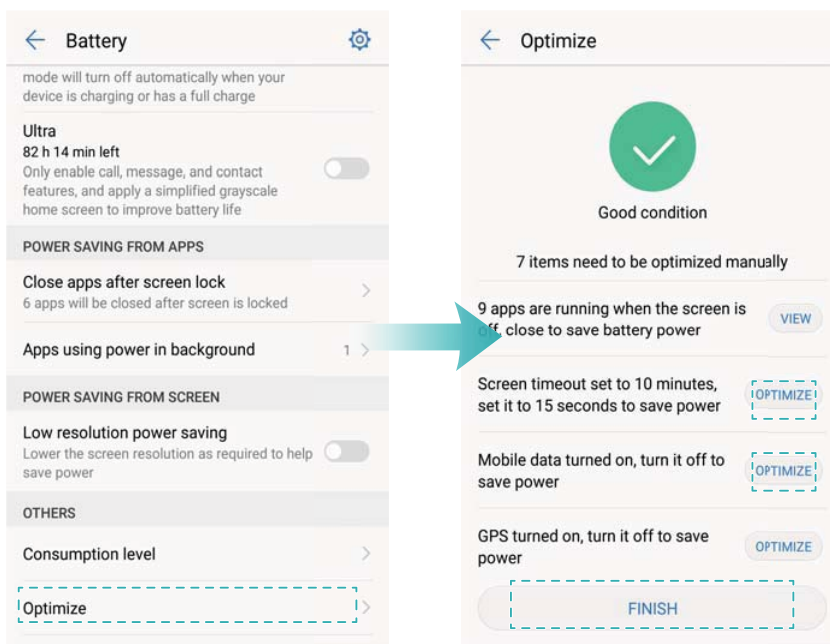 Battery
mode will turn off automatically when your
device is charging or has a full charge
Ultra
82 h 14 min left
Only enable call, message, and contact
features, and apply a simplified grayscale
home screen to improve battery life
POWER SAVING FROM APPS
Close apps after screen lock
6 apps will be closed after screen is locked
Apps using power in background
1
POWER SAVING FROM SCREEN
Low resolution power saving
Lower the screen resolution as required to help
save power
OTHERS
Consumption level
Optimize
Optimize
Good condition
7 items need to be optimized manually
9 apps are running when the screen is
off, close to save battery power
VIEW
Screen timeout set to 10 minutes,
set it to 15 seconds to save power
OPTIMIZE
Mobile data turned on, turn it off to
save power
OPTIMIZE
GPS turned on, turn it off to save
power
OPTIMIZE
FINISH